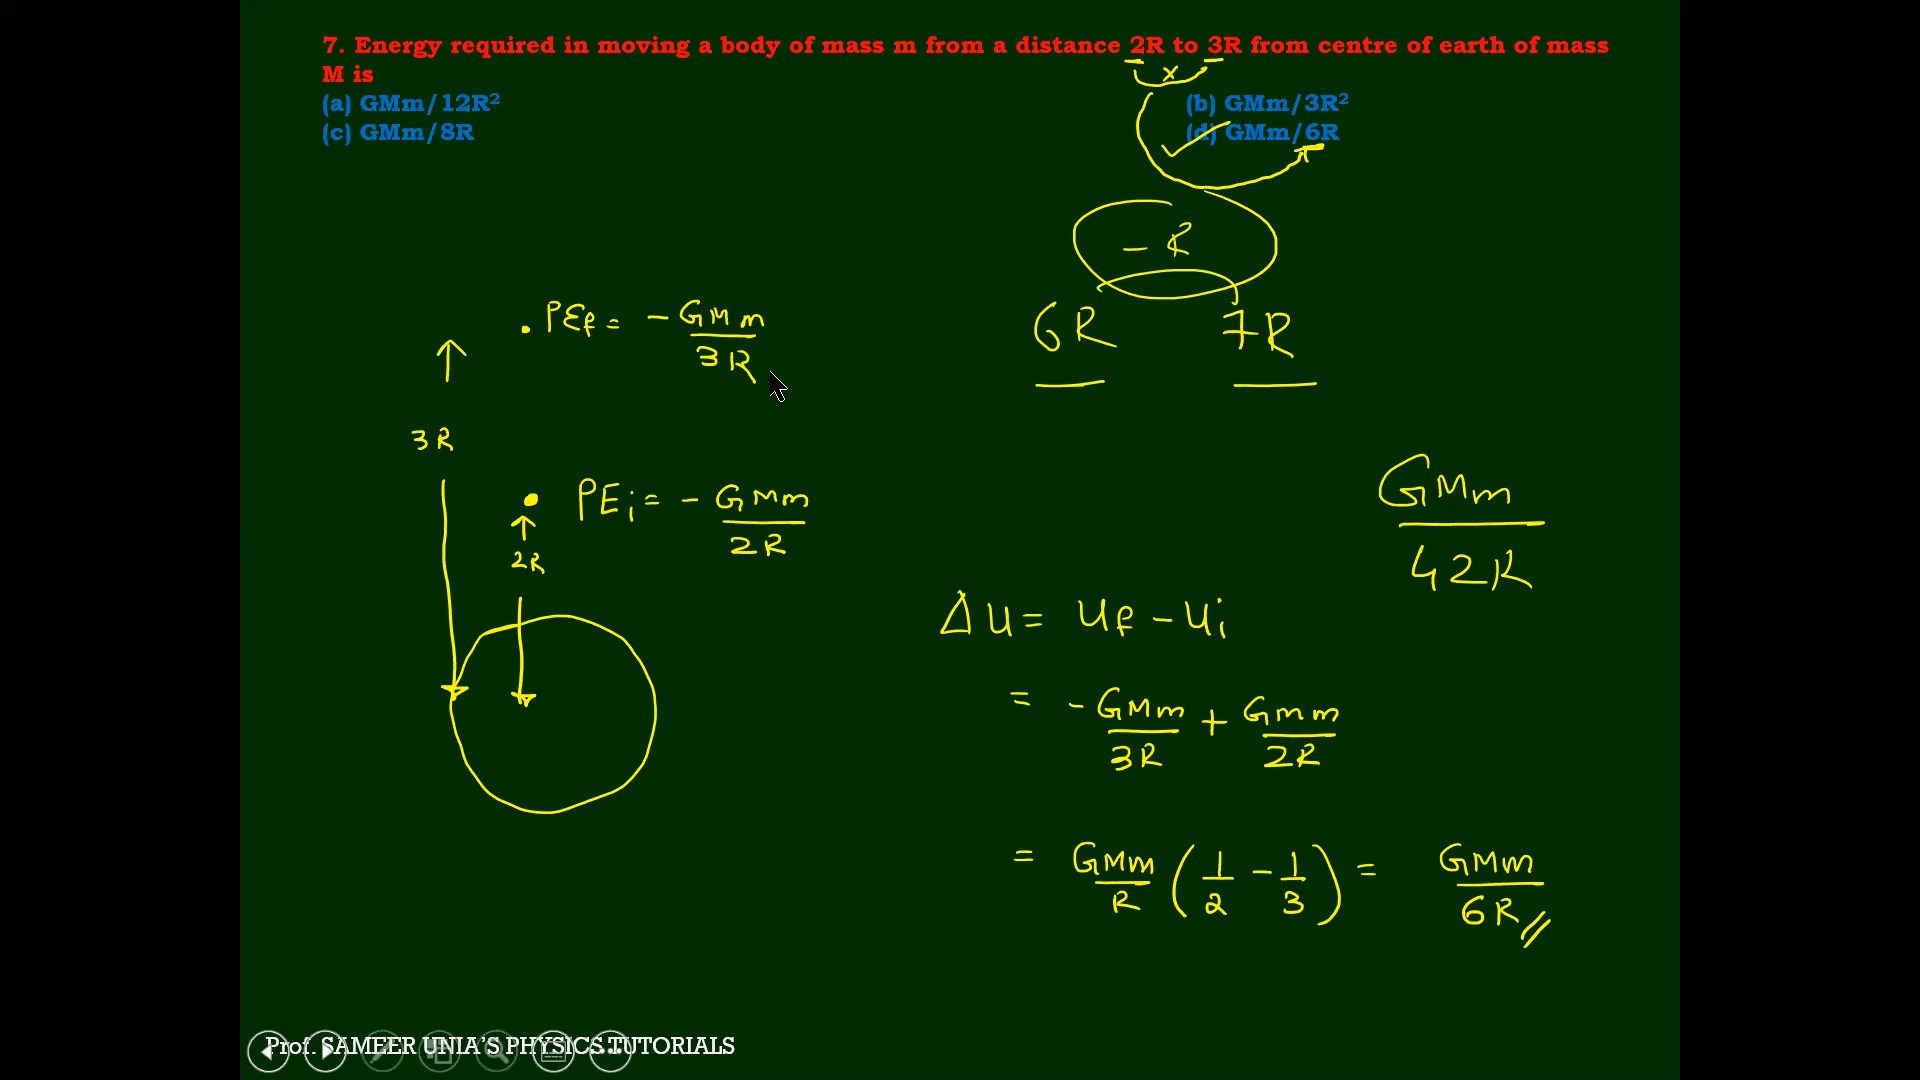 7. Energy required in moving a body of mass m from a distance 2R to 3R from centre of earth of mass
M is
(a) GMm/12R²
(b) GMm/3R²
(c) GMm/8R
(d) GMm/6R
x
- R
6R 7R
PEf = - GMm/3R
3R
PEi = - GMm/2R
2R
GMm/42R
ΔU = Uf - Ui
= - GMm/3R + GMm/2R
= GMm/R (1/2 - 1/3) = GMm/6R
Prof. SAMEER UNIA'S PHYSICS TUTORIALS